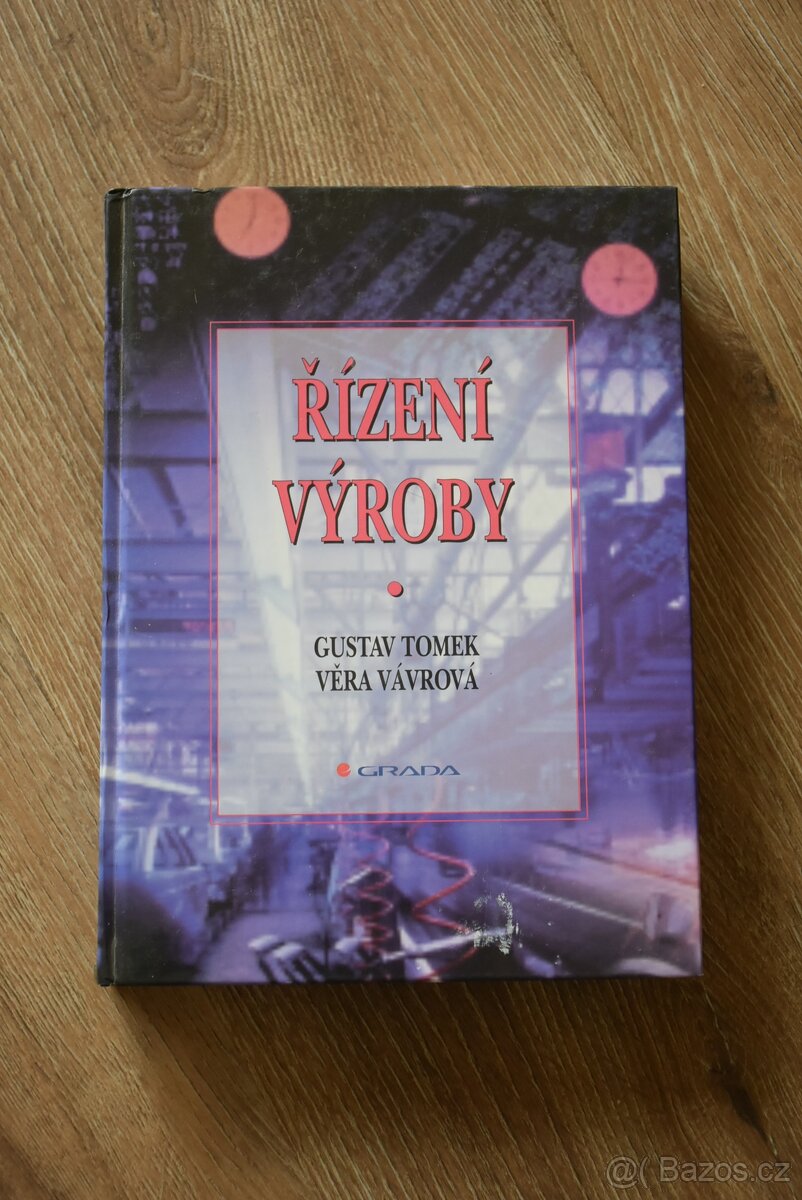 ŘÍZENÍ
VÝROBY
GUSTAV TOMEK
VĚRA VÁVROVÁ
GRADA
@( Bazos.cz